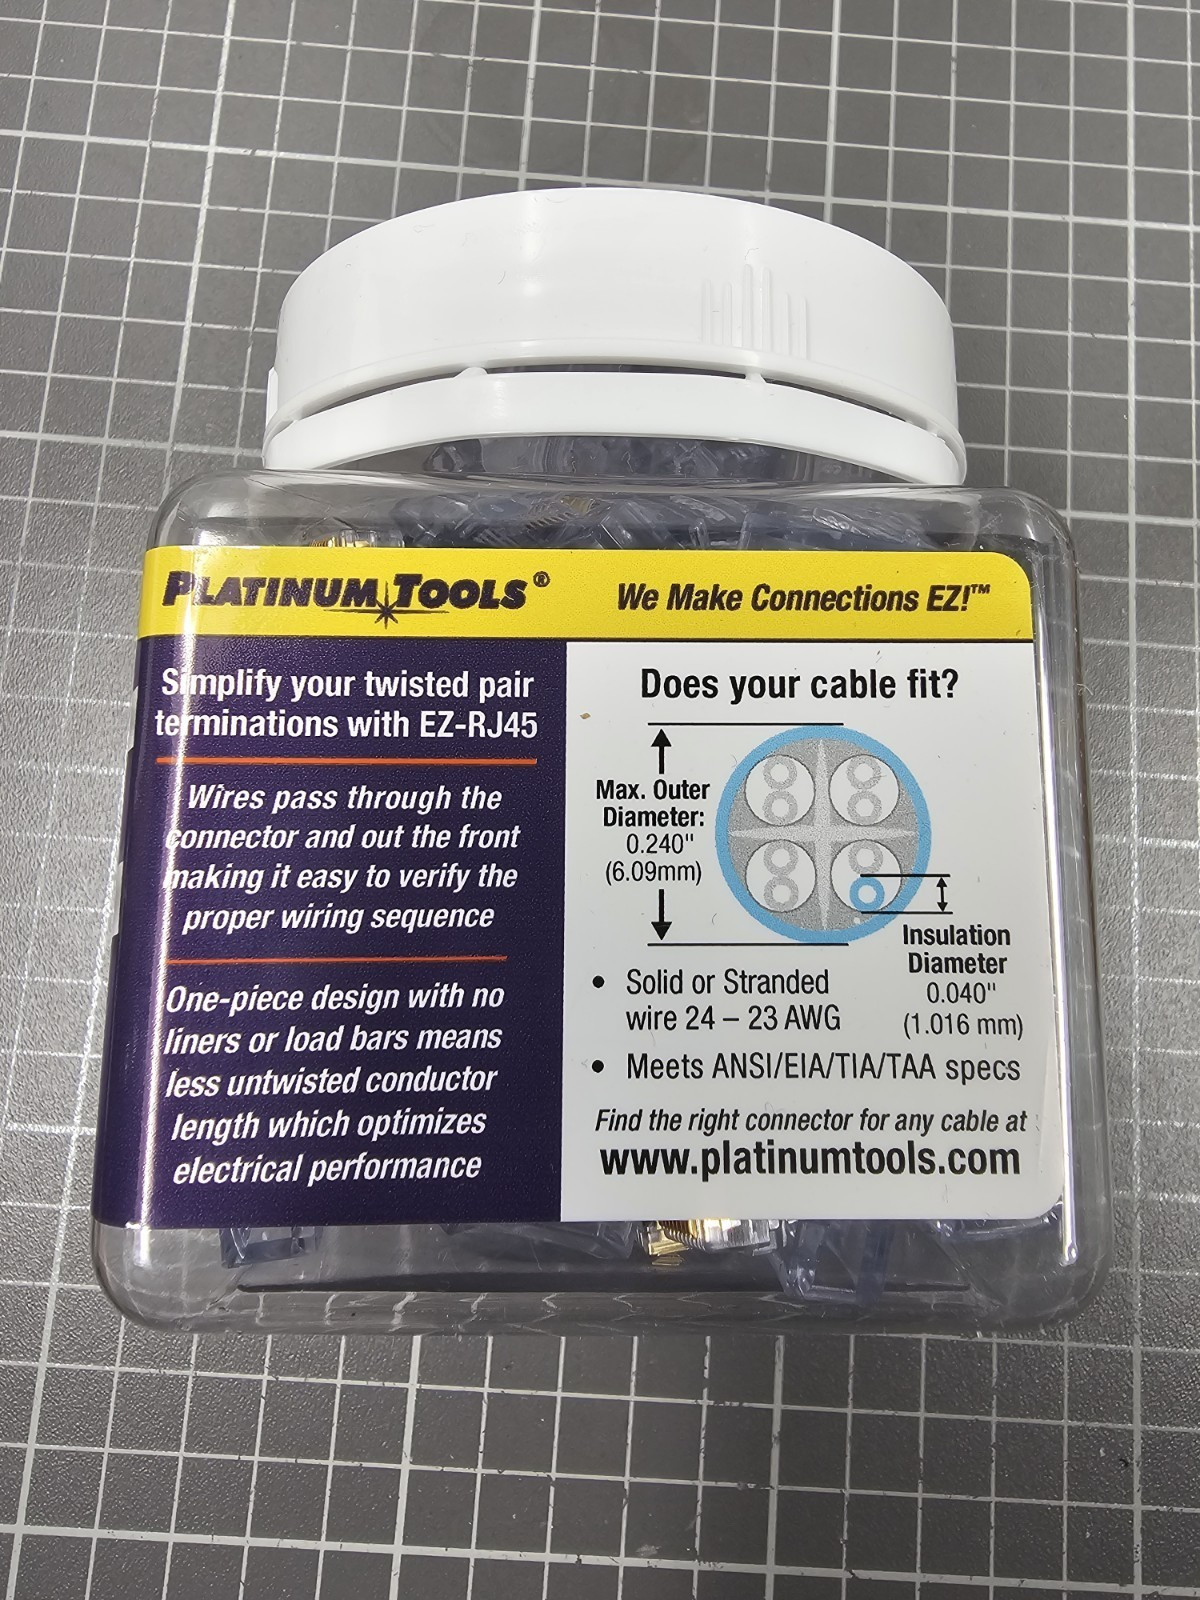 PLATINUM TOOLS®
We Make Connections EZ!™
Simplify your twisted pair
terminations with EZ-RJ45
Wires pass through the
connector and out the front
making it easy to verify the
proper wiring sequence
One-piece design with no
liners or load bars means
less untwisted conductor
length which optimizes
electrical performance
Does your cable fit?
Max. Outer
Diameter:
0.240"
(6.09mm)
Insulation
Diameter
0.040"
(1.016 mm)
• Solid or Stranded
wire 24 – 23 AWG
• Meets ANSI/EIA/TIA/TAA specs
Find the right connector for any cable at
www.platinumtools.com